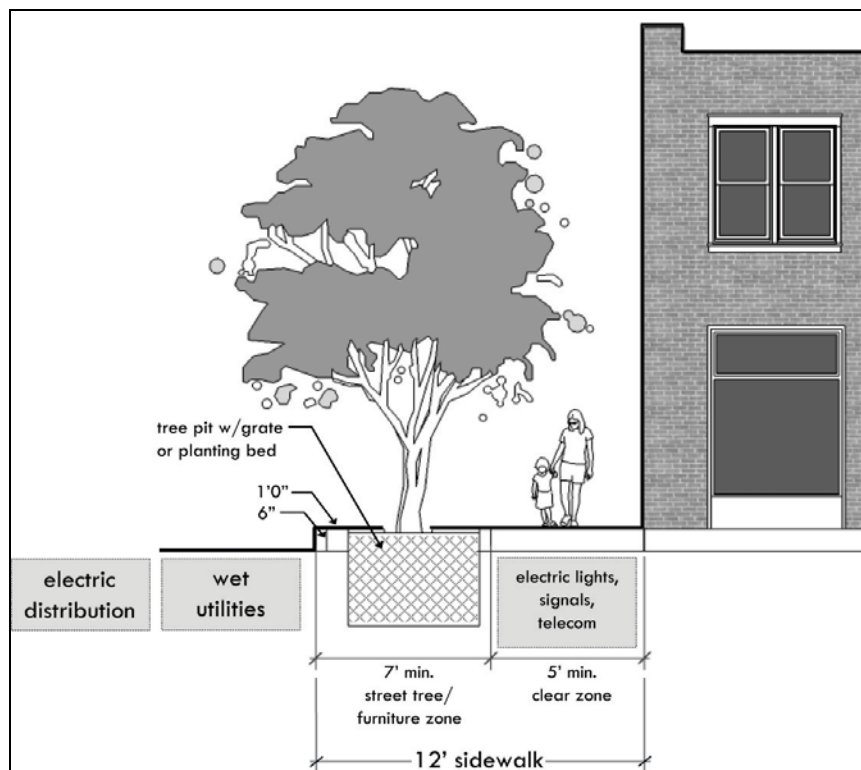 tree pit w/grate
or planting bed
1'0"
6"
electric
distribution
wet
utilities
electric lights,
signals,
telecom
7' min.
street tree/
furniture zone
5' min.
clear zone
12' sidewalk